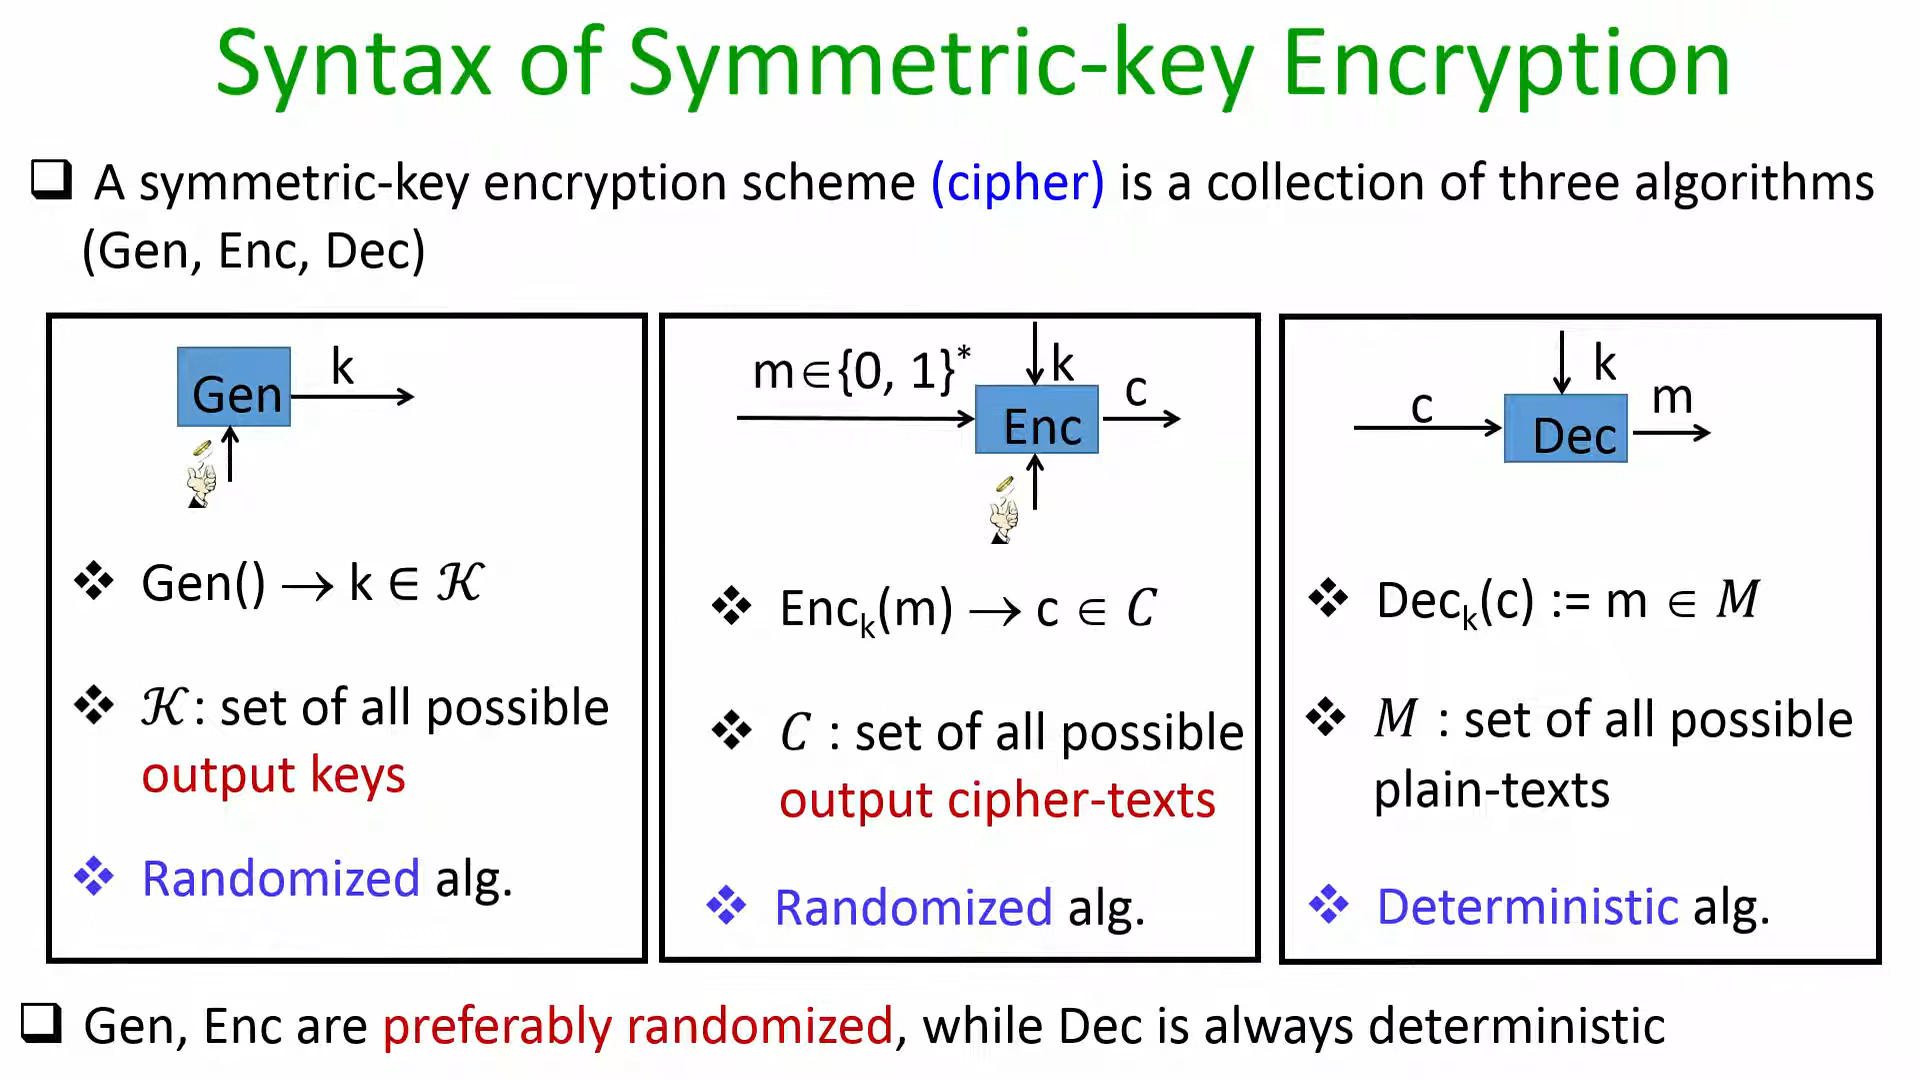 Syntax of Symmetric-key Encryption
❑ A symmetric-key encryption scheme (cipher) is a collection of three algorithms
(Gen, Enc, Dec)
Gen
k
❖ Gen() → k ∈ 𝒦
❖ 𝒦 : set of all possible
output keys
❖ Randomized alg.
m∈{0, 1}*
k
Enc
c
❖ Encₖ(m) → c ∈ 𝐶
❖ 𝐶 : set of all possible
output cipher-texts
❖ Randomized alg.
c
k
Dec
m
❖ Decₖ(c) := m ∈ 𝑀
❖ 𝑀 : set of all possible
plain-texts
❖ Deterministic alg.
❑ Gen, Enc are preferably randomized, while Dec is always deterministic